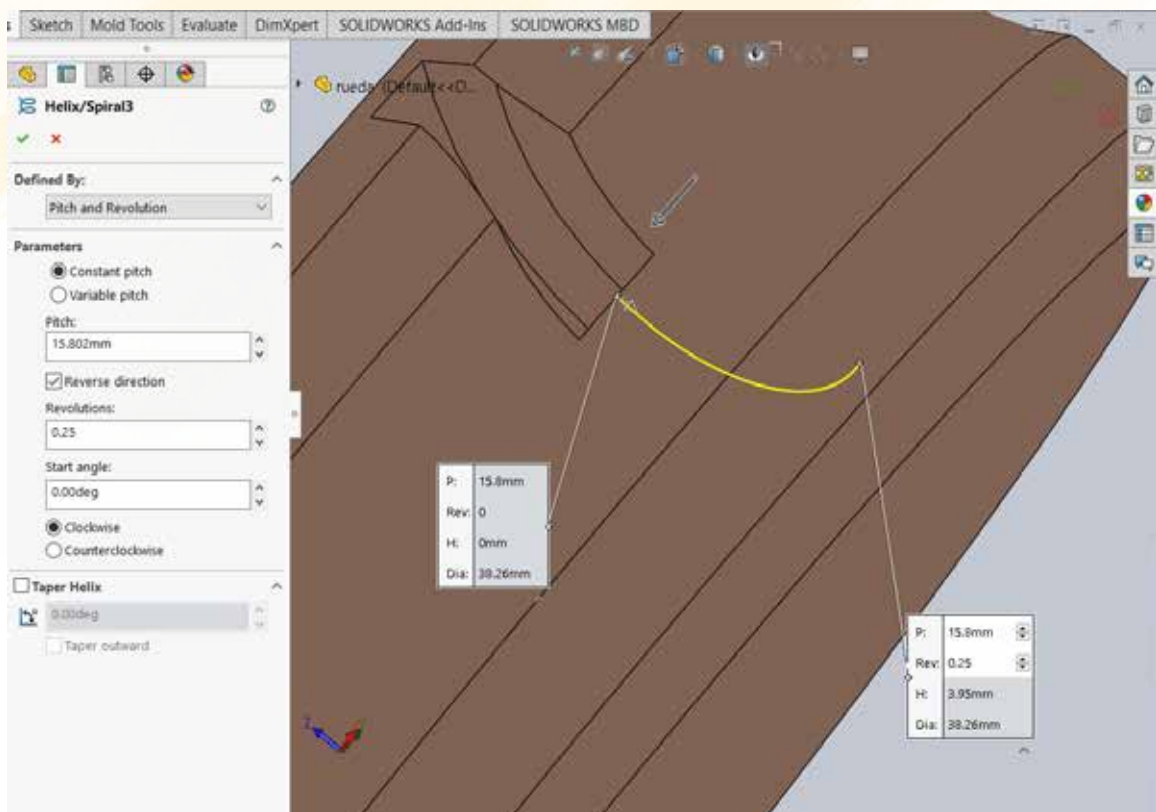 Sketch Mold Tools Evaluate DimXpert SOLIDWORKS Add-Ins SOLIDWORKS MBD
rueda (Default<<D...
Helix/Spiral3
Defined By:
Pitch and Revolution
Parameters
Constant pitch
Variable pitch
Pitch:
15.802mm
Reverse direction
Revolutions:
0.25
Start angle:
0.00deg
Clockwise
Counterclockwise
Taper Helix
0.00deg
Taper outward
P: 15.8mm
Rev: 0
H: 0mm
Dia: 38.26mm
P: 15.8mm
Rev: 0.25
H: 3.95mm
Dia: 38.26mm
Z